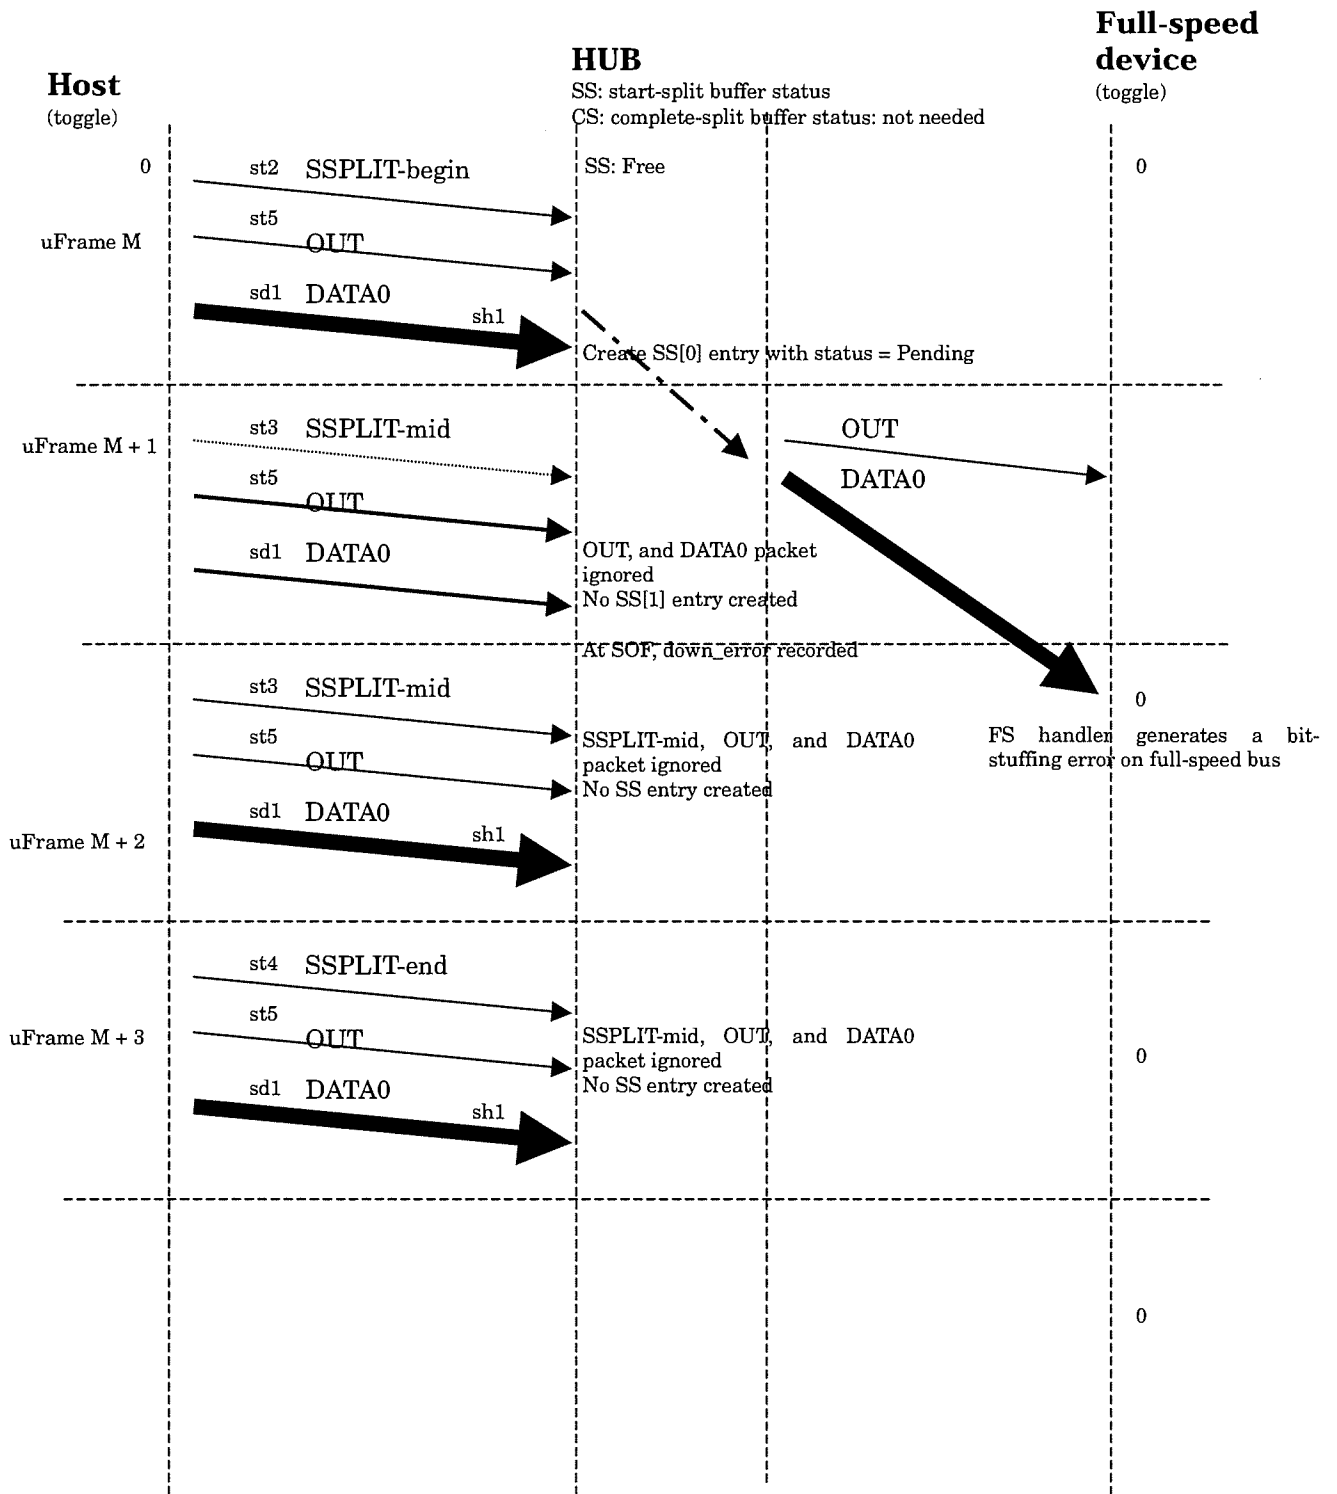 Full-speed
device
(toggle)
HUB
SS: start-split buffer status
CS: complete-split buffer status: not needed
Host
(toggle)
0
st2 SSPLIT-begin
SS: Free
0
st5
OUT
uFrame M
sd1 DATA0
sh1
Create SS[0] entry with status = Pending
st3 SSPLIT-mid
uFrame M + 1
OUT
st5
OUT
DATA0
sd1 DATA0
OUT, and DATA0 packet
ignored
No SS[1] entry created
At SOF, down_error recorded
st3 SSPLIT-mid
0
st5
OUT
SSPLIT-mid, OUT, and DATA0
packet ignored
No SS entry created
FS handler generates a bit-
stuffing error on full-speed bus
sd1 DATA0
sh1
uFrame M + 2
st4 SSPLIT-end
st5
OUT
uFrame M + 3
SSPLIT-mid, OUT, and DATA0
packet ignored
No SS entry created
0
sd1 DATA0
sh1
0